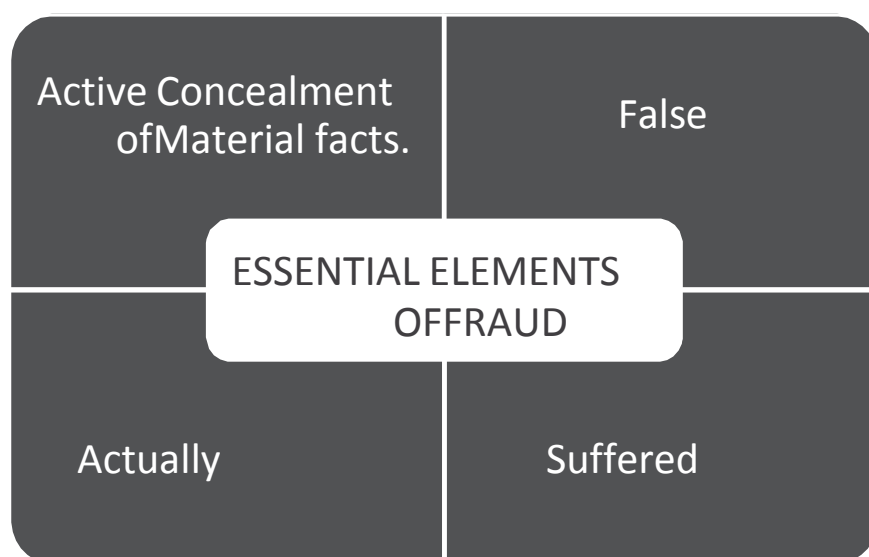 Active Concealment
ofMaterial facts.
False
ESSENTIAL ELEMENTS
OFFRAUD
Actually
Suffered